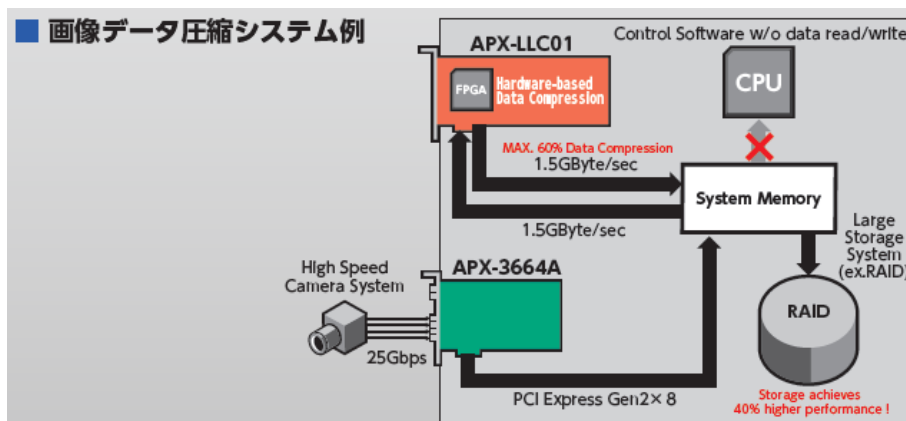 ■ 画像データ圧縮システム例
APX-LLC01
Control Software w/o data read/write
FPGA
Hardware-based
Data Compression
CPU
MAX. 60% Data Compression
1.5GByte/sec
System Memory
1.5GByte/sec
Large
Storage
System
(ex.RAID)
High Speed
Camera System
APX-3664A
RAID
25Gbps
PCI Express Gen2×8
Storage achieves
40% higher performance !